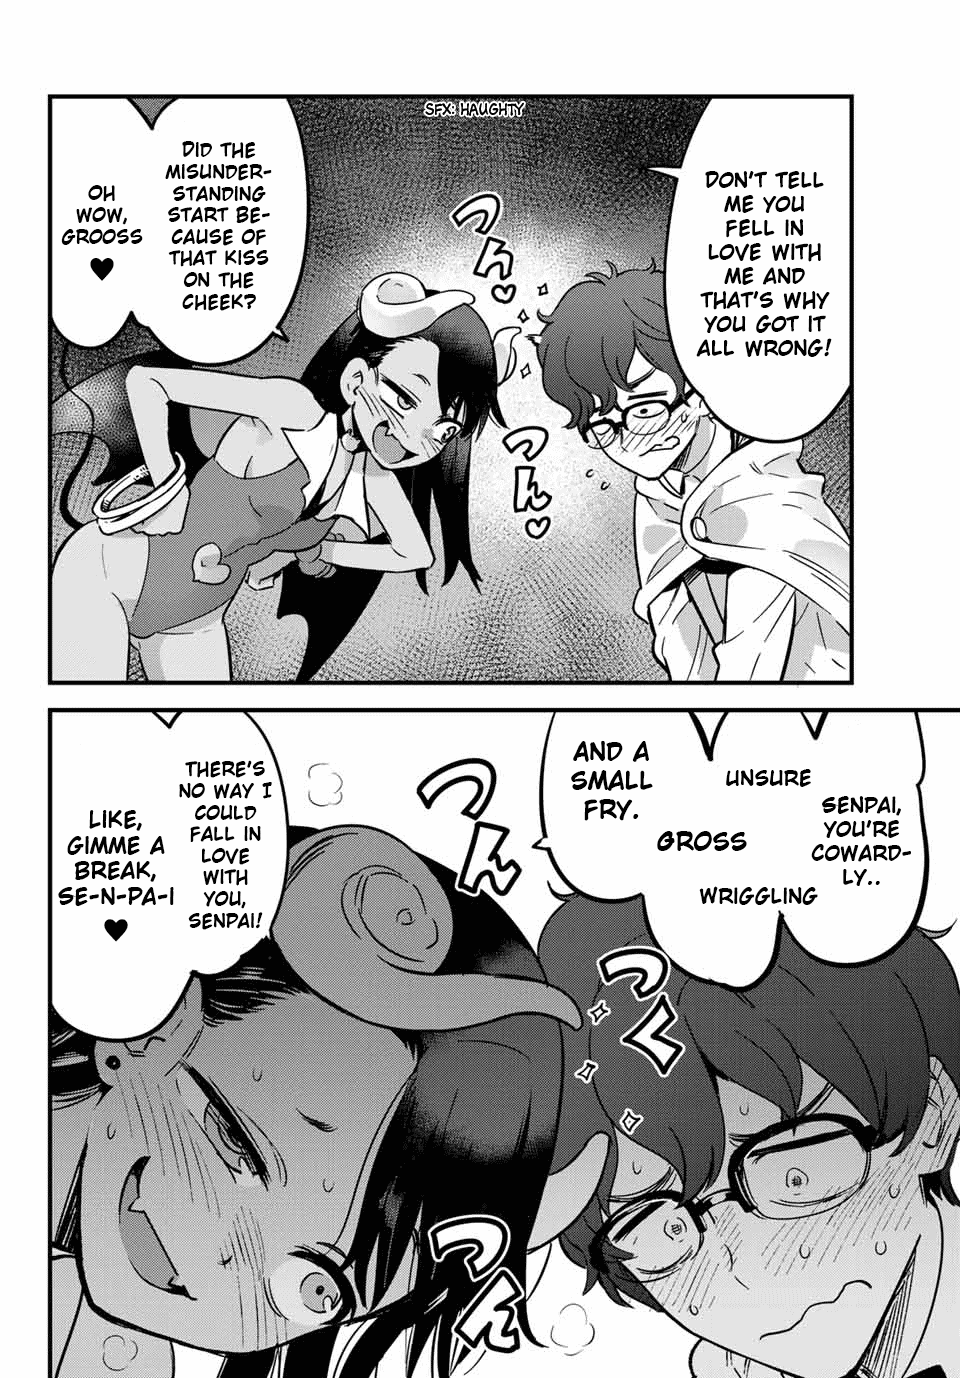 SFX: HAUGHTY
DON'T TELL
ME YOU
FELL IN
LOVE WITH
ME AND
THAT'S WHY
YOU GOT IT
ALL WRONG!
つん♡
つん♡
DID THE
MISUNDER-
STANDING
START BE-
CAUSE OF
THAT KISS
ON THE
CHEEK?
OH
WOW,
GROOSS
♥
SENPAI,
YOU'RE
COWARD-
LY..
UNSURE
WRIGGLING
GROSS
AND A
SMALL
FRY.
つん
つく
つん
THERE'S
NO WAY I
COULD
FALL IN
LOVE
WITH
YOU,
SENPAI!
LIKE,
GIMME A
BREAK,
SE-N-PA-I
♥